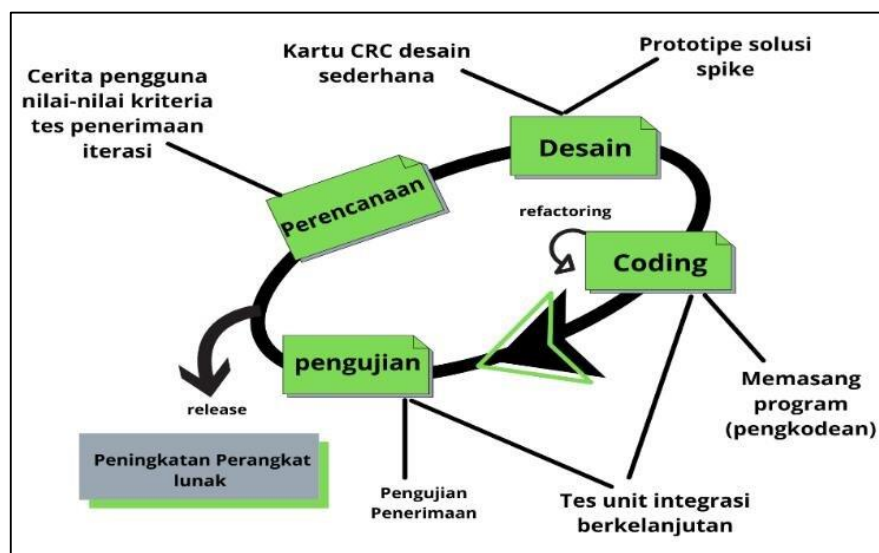 Cerita pengguna
nilai-nilai kriteria
tes penerimaan
iterasi
Kartu CRC desain
sederhana
Prototipe solusi
spike
Perencanaan
Desain
refactoring
Coding
pengujian
release
Peningkatan Perangkat
lunak
Pengujian
Penerimaan
Tes unit integrasi
berkelanjutan
Memasang
program
(pengkodean)